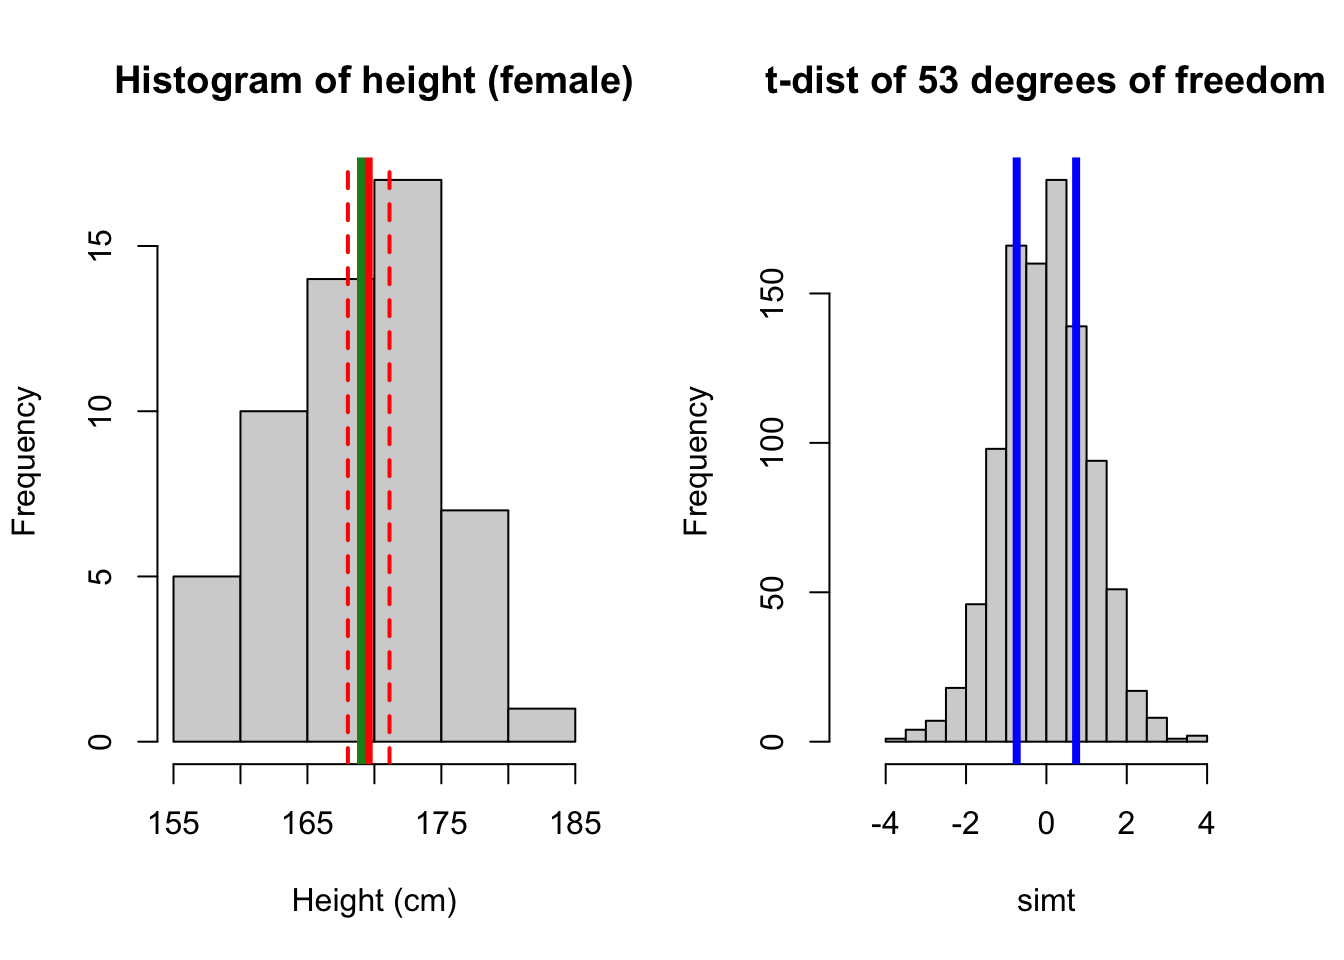 Histogram of height (female)
Frequency
15
10
5
0
155 165 175 185
Height (cm)
t-dist of 53 degrees of freedom
Frequency
150
100
50
0
-4 -2 0 2 4
simt